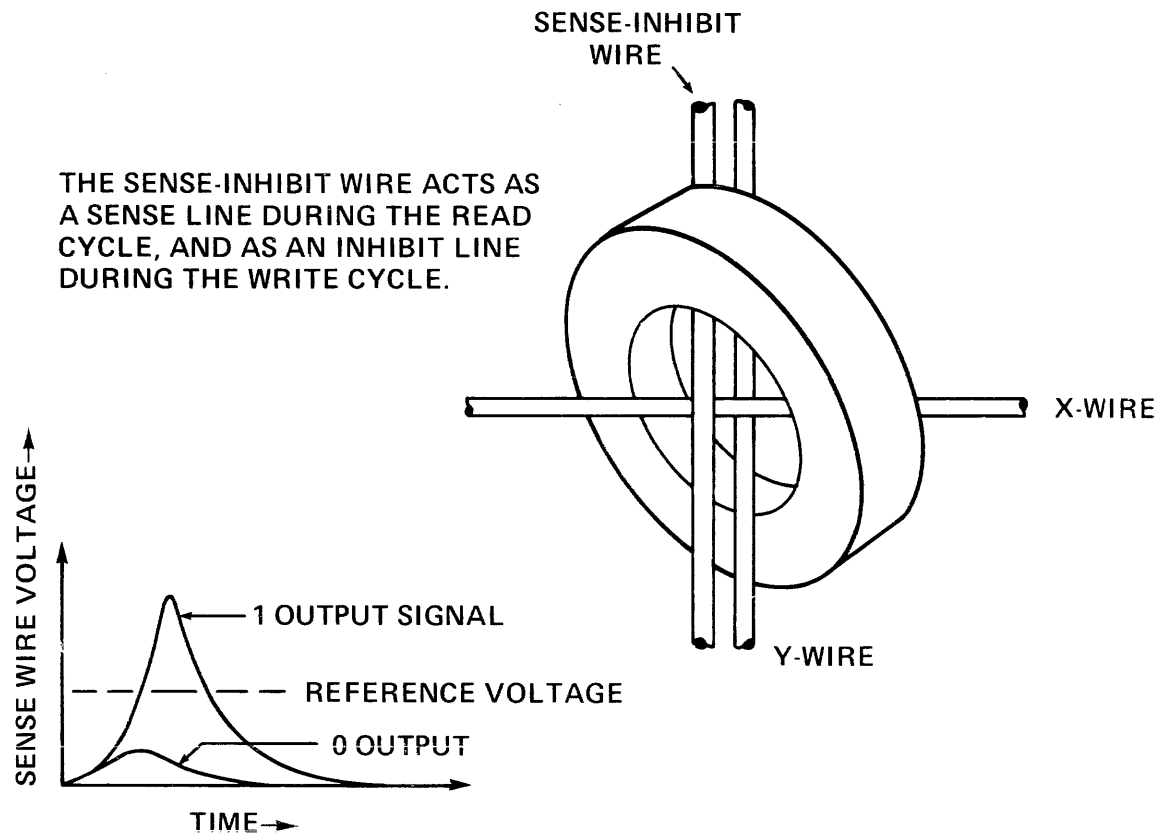 SENSE-INHIBIT
WIRE
THE SENSE-INHIBIT WIRE ACTS AS
A SENSE LINE DURING THE READ
CYCLE, AND AS AN INHIBIT LINE
DURING THE WRITE CYCLE.
X-WIRE
Y-WIRE
SENSE WIRE VOLTAGE
1 OUTPUT SIGNAL
REFERENCE VOLTAGE
0 OUTPUT
TIME